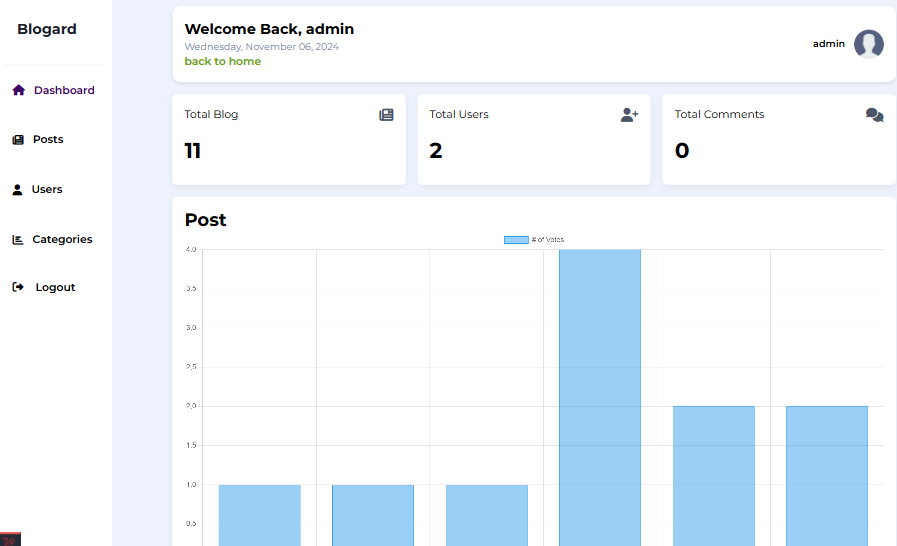 Blogard
Dashboard
Posts
Users
Categories
Logout
Welcome Back, admin
Wednesday, November 06, 2024
back to home
admin
Total Blog
11
Total Users
2
Total Comments
0
Post
# of Votes
4,0
3,5
3,0
2,5
2,0
1,5
1,0
0,5